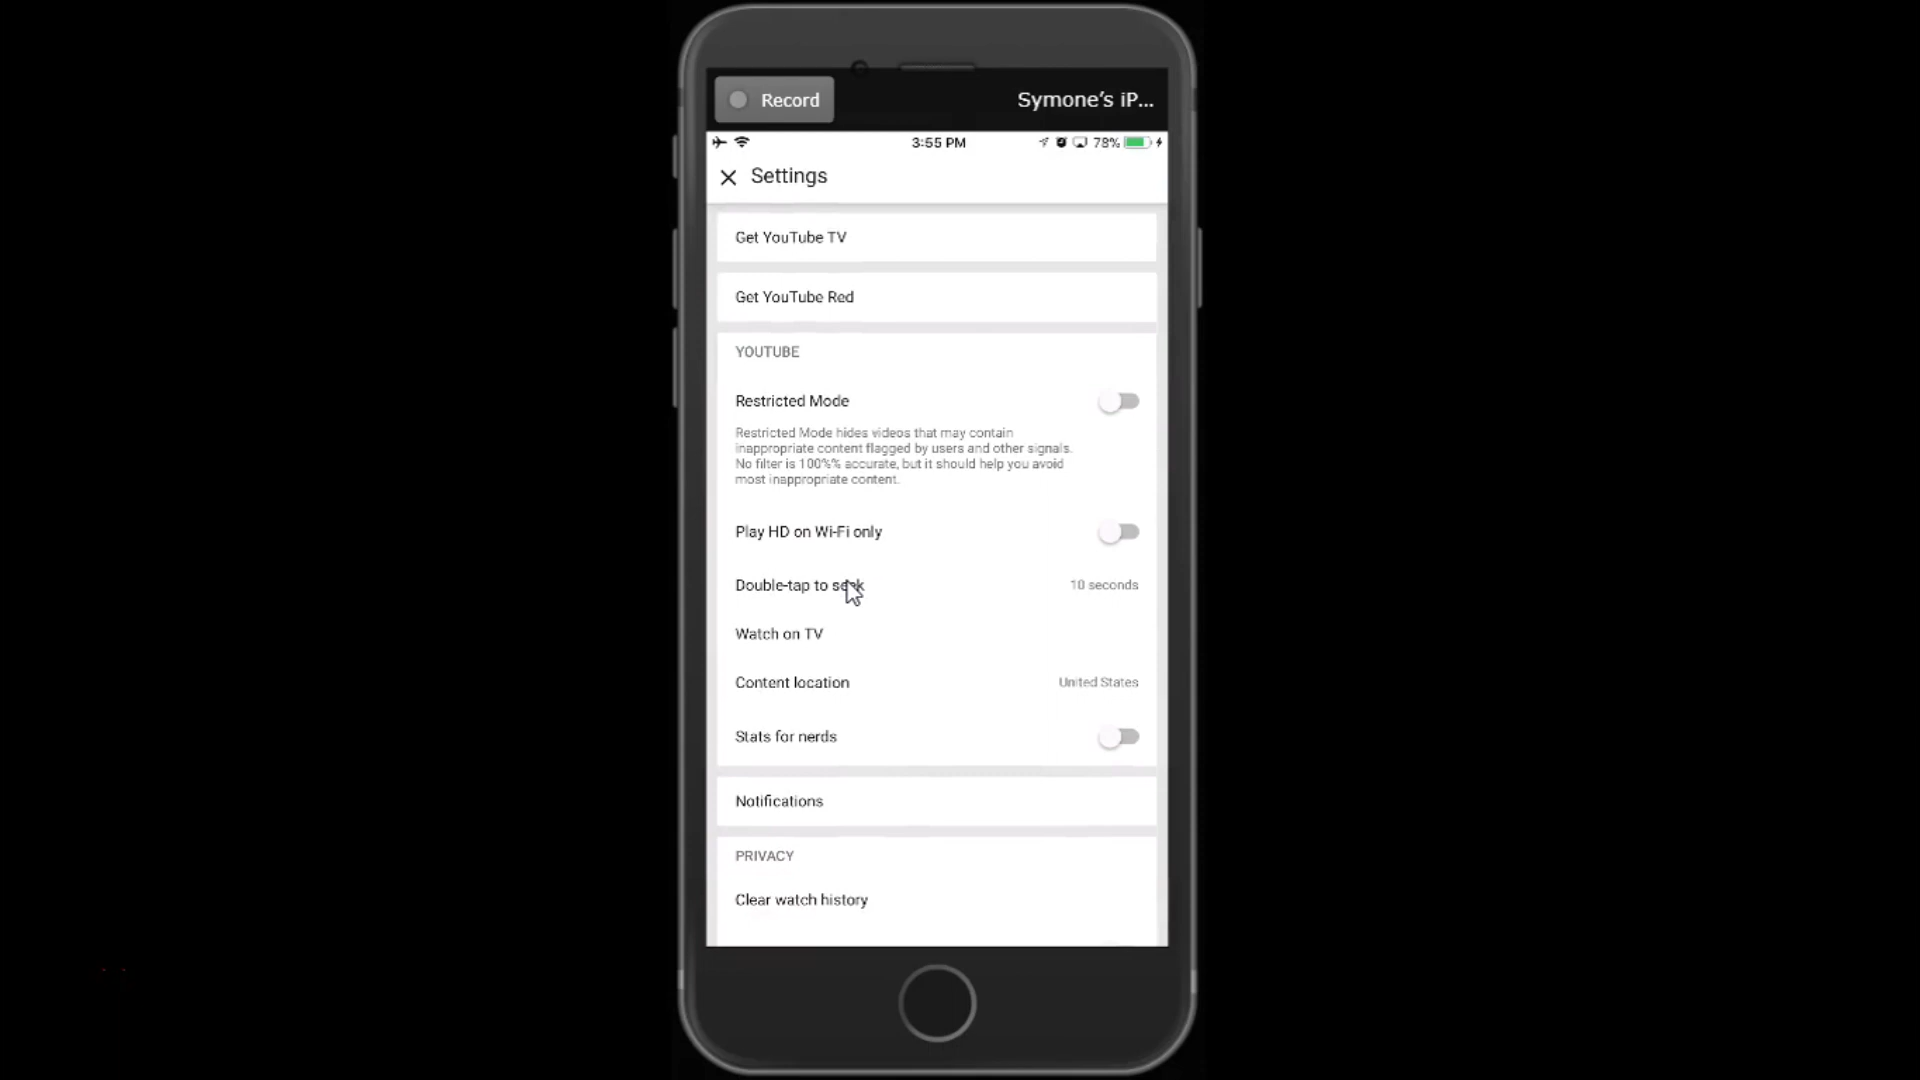 Record
Symone’s iP...
3:55 PM
78%
Settings
Get YouTube TV
Get YouTube Red
YOUTUBE
Restricted Mode
Restricted Mode hides videos that may contain
inappropriate content flagged by users and other signals.
No filter is 100%% accurate, but it should help you avoid
most inappropriate content.
Play HD on Wi-Fi only
Double-tap to seek
10 seconds
Watch on TV
Content location
United States
Stats for nerds
Notifications
PRIVACY
Clear watch history